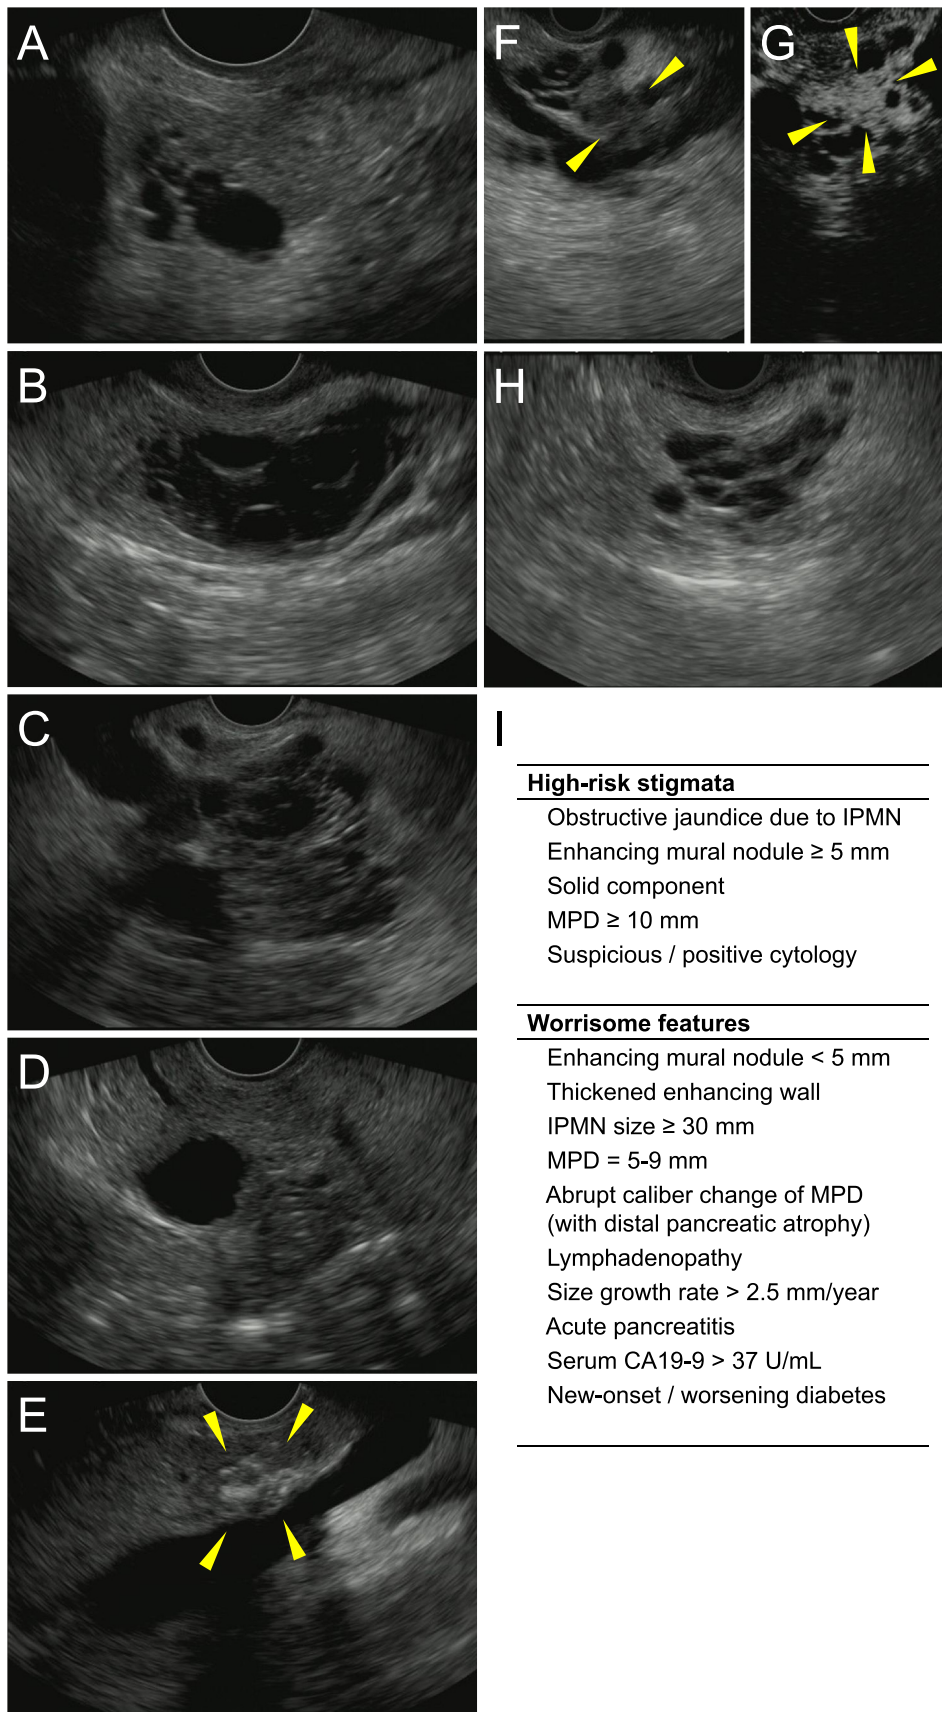 A
B
C
D
E
F
G
H
I
High-risk stigmata
Obstructive jaundice due to IPMN
Enhancing mural nodule ≥ 5 mm
Solid component
MPD ≥ 10 mm
Suspicious / positive cytology
Worrisome features
Enhancing mural nodule < 5 mm
Thickened enhancing wall
IPMN size ≥ 30 mm
MPD = 5-9 mm
Abrupt caliber change of MPD
(with distal pancreatic atrophy)
Lymphadenopathy
Size growth rate > 2.5 mm/year
Acute pancreatitis
Serum CA19-9 > 37 U/mL
New-onset / worsening diabetes